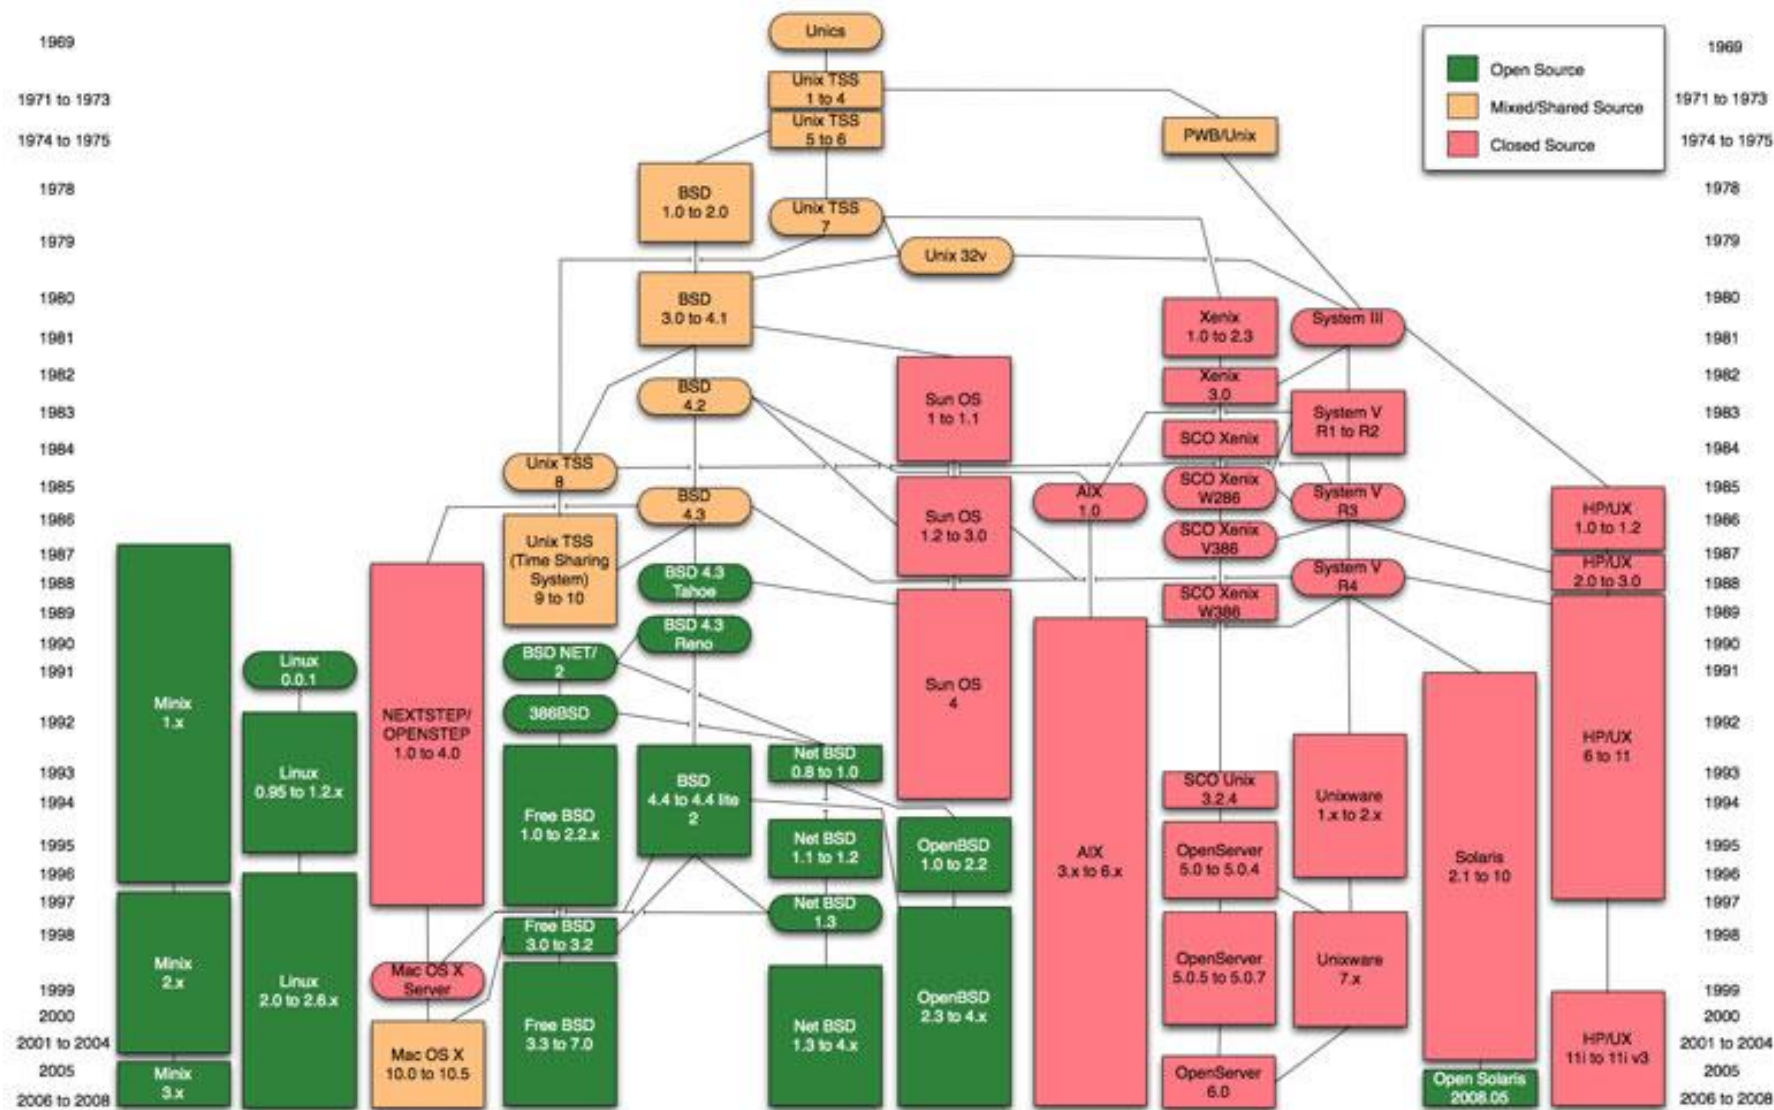 1969
1971 to 1973
1974 to 1975
1978
1979
1980
1981
1982
1983
1984
1985
1986
1987
1988
1989
1990
1991
1992
1993
1994
1995
1996
1997
1998
1999
2000
2001 to 2004
2005
2006 to 2008
Minix
1.x
Minix
2.x
Minix
3.x
Linux
0.0.1
Linux
0.95 to 1.2.x
Linux
2.0 to 2.6.x
NEXTSTEP/
OPENSTEP
1.0 to 4.0
Mac OS X
Server
Mac OS X
10.0 to 10.5
Unix TSS
8
Unix TSS
(Time Sharing
System)
9 to 10
BSD NET/
2
386BSD
Free BSD
1.0 to 2.2.x
Free BSD
3.0 to 3.2
Free BSD
3.3 to 7.0
BSD
1.0 to 2.0
BSD
3.0 to 4.1
BSD
4.2
BSD
4.3
BSD 4.3
Tahoe
BSD 4.3
Reno
BSD
4.4 to 4.4 lite
2
Unics
Unix TSS
1 to 4
Unix TSS
5 to 6
Unix TSS
7
Net BSD
0.8 to 1.0
Net BSD
1.1 to 1.2
Net BSD
1.3
Net BSD
1.3 to 4.x
Unix 32v
Sun OS
1 to 1.1
Sun OS
1.2 to 3.0
Sun OS
4
OpenBSD
1.0 to 2.2
OpenBSD
2.3 to 4.x
AIX
1.0
AIX
3.x to 6.x
PWB/Unix
Xenix
1.0 to 2.3
Xenix
3.0
SCO Xenix
SCO Xenix
W286
SCO Xenix
V386
SCO Xenix
W386
SCO Unix
3.2.4
OpenServer
5.0 to 5.0.4
OpenServer
5.0.5 to 5.0.7
OpenServer
6.0
System III
System V
R1 to R2
System V
R3
System V
R4
Unixware
1.x to 2.x
Unixware
7.x
Solaris
2.1 to 10
Open Solaris
2008.05
HP/UX
1.0 to 1.2
HP/UX
2.0 to 3.0
HP/UX
6 to 11
HP/UX
11i to 11i v3
Open Source
Mixed/Shared Source
Closed Source
1969
1971 to 1973
1974 to 1975
1978
1979
1980
1981
1982
1983
1984
1985
1986
1987
1988
1989
1990
1991
1992
1993
1994
1995
1996
1997
1998
1999
2000
2001 to 2004
2005
2006 to 2008